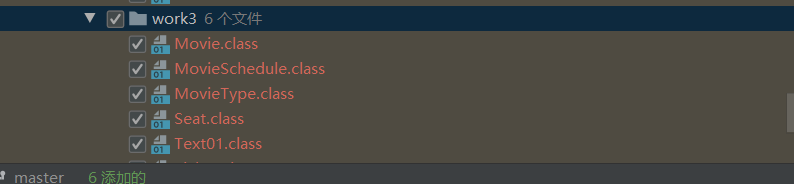 work3 6 个文件
Movie.class
MovieSchedule.class
MovieType.class
Seat.class
Text01.class
master 6 添加的